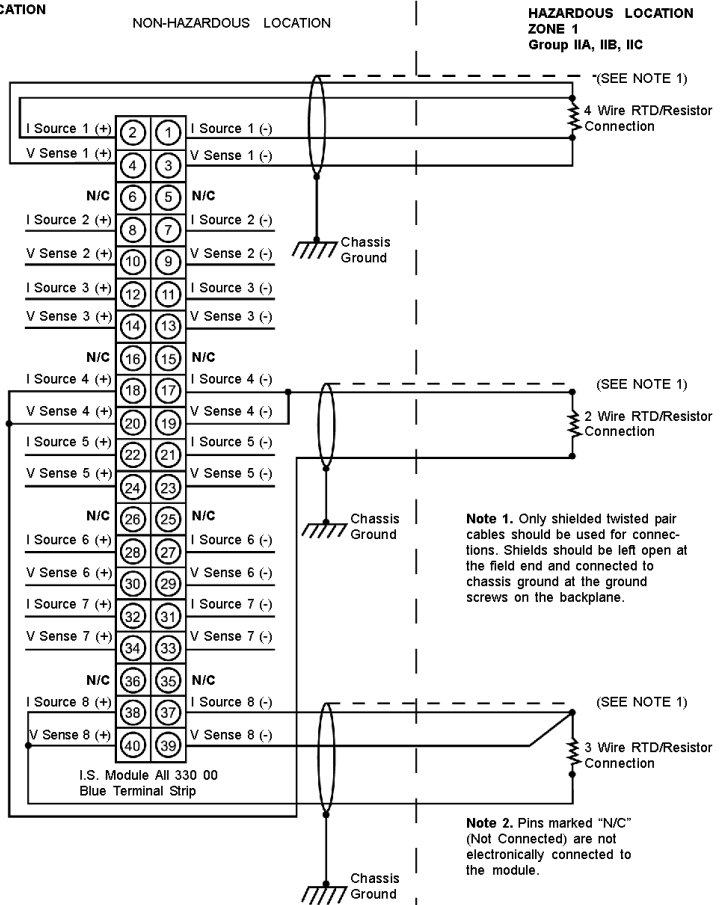 CATION
NON-HAZARDOUS LOCATION
HAZARDOUS LOCATION
ZONE 1
Group IIA, IIB, IIC
(SEE NOTE 1)
4 Wire RTD/Resistor
Connection
I Source 1 (+) 2 1 I Source 1 (-)
V Sense 1 (+) 4 3 V Sense 1 (-)
N/C 6 5 N/C
I Source 2 (+) 8 7 I Source 2 (-)
V Sense 2 (+) 10 9 V Sense 2 (-)
I Source 3 (+) 12 11 I Source 3 (-)
V Sense 3 (+) 14 13 V Sense 3 (-)
N/C 16 15 N/C
I Source 4 (+) 18 17 I Source 4 (-)
V Sense 4 (+) 20 19 V Sense 4 (-)
I Source 5 (+) 22 21 I Source 5 (-)
V Sense 5 (+) 24 23 V Sense 5 (-)
N/C 26 25 N/C
I Source 6 (+) 28 27 I Source 6 (-)
V Sense 6 (+) 30 29 V Sense 6 (-)
I Source 7 (+) 32 31 I Source 7 (-)
V Sense 7 (+) 34 33 V Sense 7 (-)
N/C 36 35 N/C
I Source 8 (+) 38 37 I Source 8 (-)
V Sense 8 (+) 40 39 V Sense 8 (-)
I.S. Module All 330 00
Blue Terminal Strip
Chassis
Ground
(SEE NOTE 1)
2 Wire RTD/Resistor
Connection
Chassis
Ground
Note 1. Only shielded twisted pair
cables should be used for connec-
tions. Shields should be left open at
the field end and connected to
chassis ground at the ground
screws on the backplane.
(SEE NOTE 1)
3 Wire RTD/Resistor
Connection
Note 2. Pins marked “N/C”
(Not Connected) are not
electronically connected to
the module.
Chassis
Ground